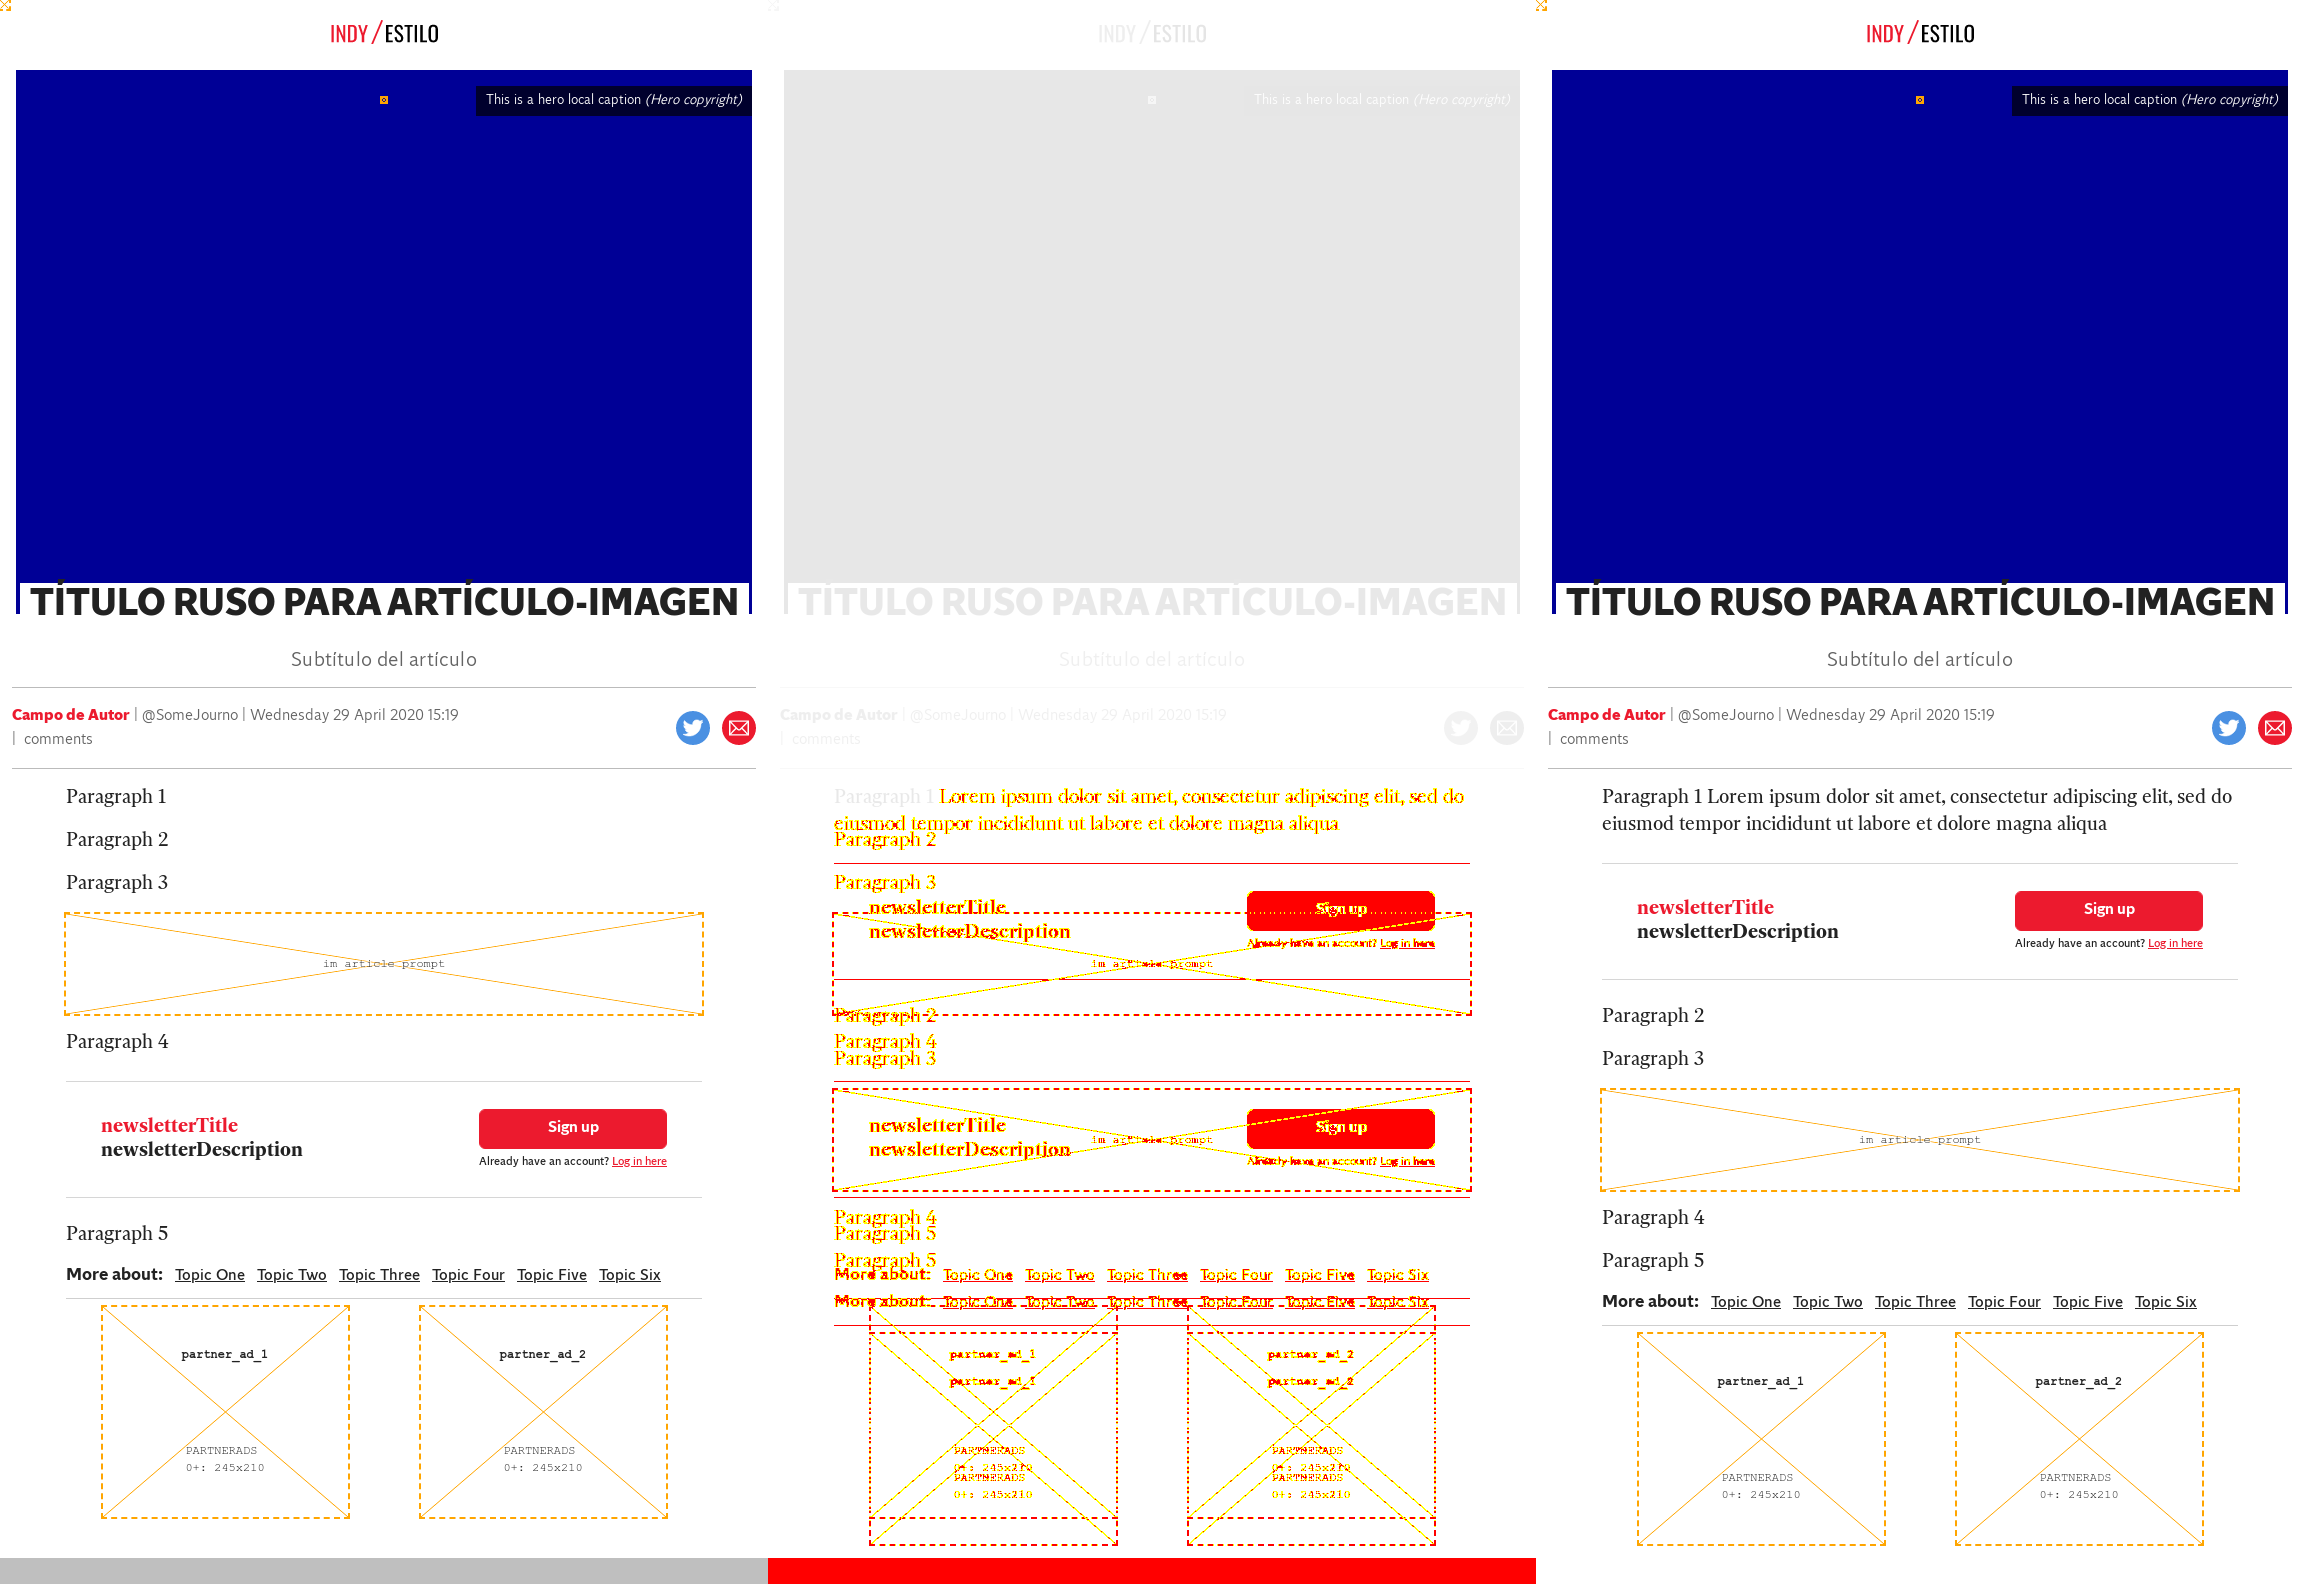 INDY / ESTILO
This is a hero local caption (Hero copyright)
TÍTULO RUSO PARA ARTÍCULO-IMAGEN
Subtítulo del artículo
Campo de Autor | @SomeJourno | Wednesday 29 April 2020 15:19
| comments
Paragraph 1
Paragraph 2
Paragraph 3
im article prompt
Paragraph 4
newsletterTitle
newsletterDescription
Sign up
Already have an account? Log in here
Paragraph 5
More about: Topic One Topic Two Topic Three Topic Four Topic Five Topic Six
partner_ad_1
PARTNERADS
0+: 245x210
partner_ad_2
PARTNERADS
0+: 245x210
INDY / ESTILO
This is a hero local caption (Hero copyright)
TÍTULO RUSO PARA ARTÍCULO-IMAGEN
Subtítulo del artículo
Campo de Autor | @SomeJourno | Wednesday 29 April 2020 15:19
| comments
Paragraph 1 Lorem ipsum dolor sit amet, consectetur adipiscing elit, sed do
eiusmod tempor incididunt ut labore et dolore magna aliqua
Paragraph 2
Paragraph 3
newsletterTitle
newsletterDescription
Sign up
Already have an account? Log in here
im article prompt
Paragraph 2
Paragraph 4
Paragraph 3
newsletterTitle
newsletterDescription
im article prompt
Sign up
Already have an account? Log in here
Paragraph 4
Paragraph 5
Paragraph 5
More about: Topic One Topic Two Topic Three Topic Four Topic Five Topic Six
More about: Topic One Topic Two Topic Three Topic Four Topic Five Topic Six
partner_ad_1
partner_ad_1
PARTNERADS
0+: 245x210
PARTNERADS
0+: 245x210
partner_ad_2
partner_ad_2
PARTNERADS
0+: 245x210
PARTNERADS
0+: 245x210
INDY / ESTILO
This is a hero local caption (Hero copyright)
TÍTULO RUSO PARA ARTÍCULO-IMAGEN
Subtítulo del artículo
Campo de Autor | @SomeJourno | Wednesday 29 April 2020 15:19
| comments
Paragraph 1 Lorem ipsum dolor sit amet, consectetur adipiscing elit, sed do
eiusmod tempor incididunt ut labore et dolore magna aliqua
newsletterTitle
newsletterDescription
Sign up
Already have an account? Log in here
Paragraph 2
Paragraph 3
im article prompt
Paragraph 4
Paragraph 5
More about: Topic One Topic Two Topic Three Topic Four Topic Five Topic Six
partner_ad_1
PARTNERADS
0+: 245x210
partner_ad_2
PARTNERADS
0+: 245x210